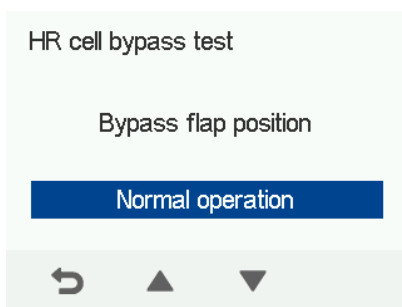 HR cell bypass test
Bypass flap position
Normal operation